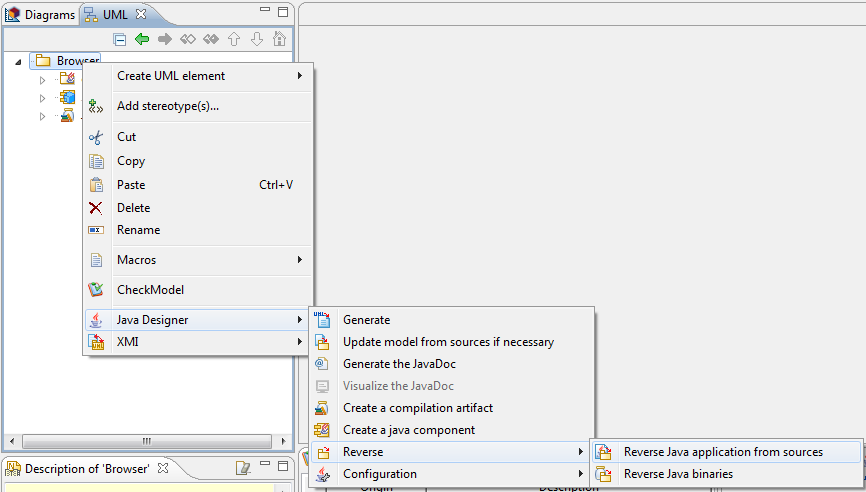 Diagrams UML
Browser
Create UML element
Add stereotype(s)...
Cut
Copy
Paste Ctrl+V
Delete
Rename
Macros
CheckModel
Java Designer
XMI
Generate
Update model from sources if necessary
Generate the JavaDoc
Visualize the JavaDoc
Create a compilation artifact
Create a java component
Reverse
Configuration
Reverse Java application from sources
Reverse Java binaries
Description of 'Browser'
Origin Description